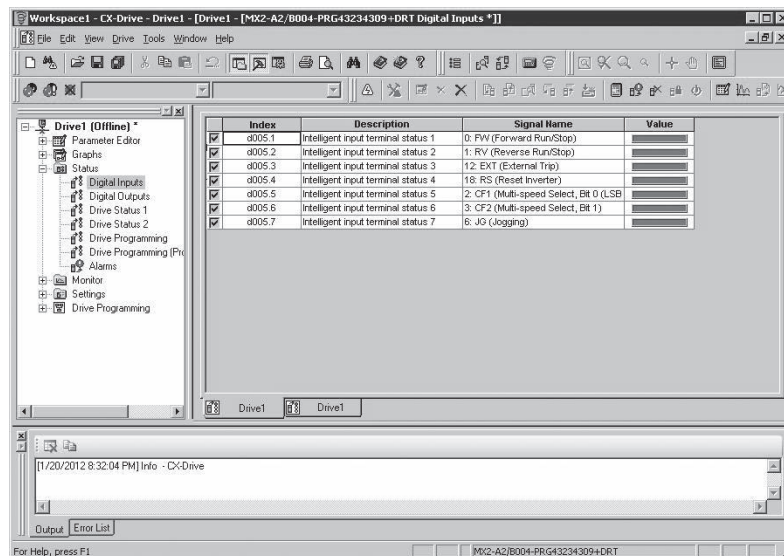 Workspace1 - CX-Drive - Drive1 - [Drive1 - [MX2-A2/B004-PRG43234309+DRT Digital Inputs *]]
File Edit View Drive Tools Window Help
Drive1 (Offline) *
Parameter Editor
Graphs
Status
Digital Inputs
Digital Outputs
Drive Status 1
Drive Status 2
Drive Programming
Drive Programming (Pro
Alarms
Monitor
Settings
Drive Programming
Index Description Signal Name Value
d005.1 Intelligent input terminal status 1 0: FW (Forward Run/Stop)
d005.2 Intelligent input terminal status 2 1: RV (Reverse Run/Stop)
d005.3 Intelligent input terminal status 3 12: EXT (External Trip)
d005.4 Intelligent input terminal status 4 18: RS (Reset Inverter)
d005.5 Intelligent input terminal status 5 2: CF1 (Multi-speed Select, Bit 0 (LSB
d005.6 Intelligent input terminal status 6 3: CF2 (Multi-speed Select, Bit 1)
d005.7 Intelligent input terminal status 7 6: JG (Jogging)
Drive1 Drive1
[1/20/2012 8:32:04 PM] Info - CX-Drive
Output Error List
For Help, press F1 MX2-A2/B004-PRG43234309+DRT